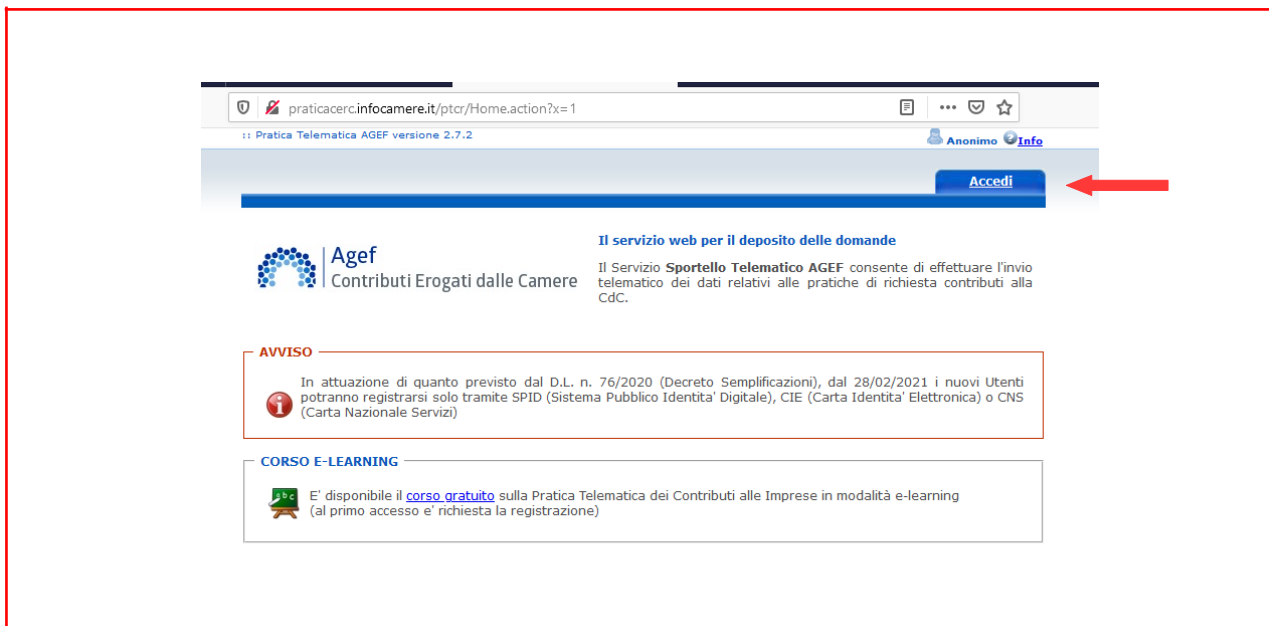 praticacerc.infocamere.it/ptcr/Home.action?x=1
:: Pratica Telematica AGEF versione 2.7.2
Anonimo Info
Accedi
Agef
Contributi Erogati dalle Camere
Il servizio web per il deposito delle domande
Il Servizio Sportello Telematico AGEF consente di effettuare l'invio
telematico dei dati relativi alle pratiche di richiesta contributi alla
CdC.
AVVISO
In attuazione di quanto previsto dal D.L. n. 76/2020 (Decreto Semplificazioni), dal 28/02/2021 i nuovi Utenti
potranno registrarsi solo tramite SPID (Sistema Pubblico Identita' Digitale), CIE (Carta Identita' Elettronica) o CNS
(Carta Nazionale Servizi)
CORSO E-LEARNING
abc
E' disponibile il corso gratuito sulla Pratica Telematica dei Contributi alle Imprese in modalità e-learning
(al primo accesso e' richiesta la registrazione)